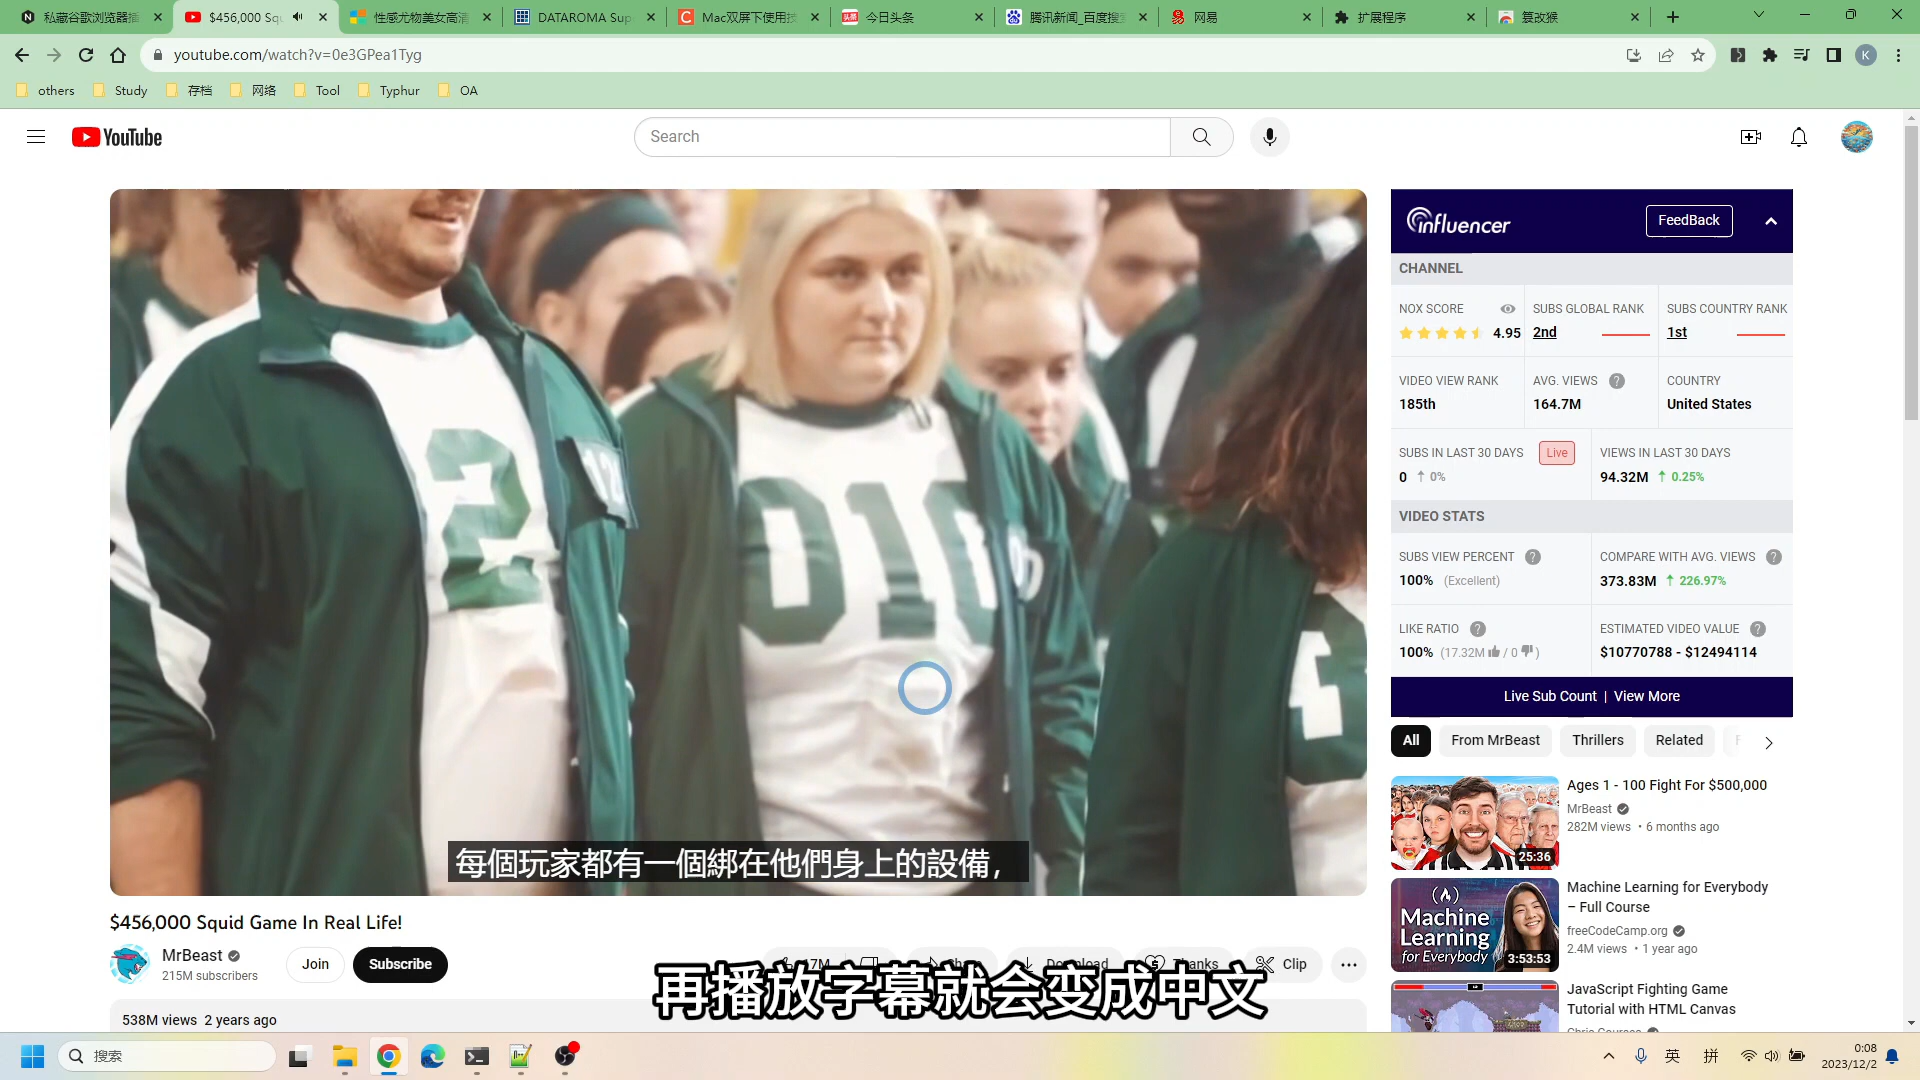 私藏谷歌浏览器插
$456,000 Squ
性感尤物美女高清
DATAROMA Sup
Mac双屏下使用技
今日头条
腾讯新闻_百度搜
网易
扩展程序
篡改猴
youtube.com/watch?v=0e3GPea1Tyg
K
others
Study
存档
网络
Tool
Typhur
OA
YouTube
Search
2
010
每個玩家都有一個綁在他們身上的設備，
influencer
FeedBack
CHANNEL
NOX SCORE
4.95
SUBS GLOBAL RANK
2nd
SUBS COUNTRY RANK
1st
VIDEO VIEW RANK
185th
AVG. VIEWS ?
164.7M
COUNTRY
United States
SUBS IN LAST 30 DAYS Live
0 ↑ 0%
VIEWS IN LAST 30 DAYS
94.32M ↑ 0.25%
VIDEO STATS
SUBS VIEW PERCENT ?
100% (Excellent)
COMPARE WITH AVG. VIEWS ?
373.83M ↑ 226.97%
LIKE RATIO ?
100% (17.32M / 0 )
ESTIMATED VIDEO VALUE ?
$10770788 - $12494114
Live Sub Count | View More
All
From MrBeast
Thrillers
Related
25:36
Ages 1 - 100 Fight For $500,000
MrBeast
282M views • 6 months ago
Machine
Learning
for Everybody
3:53:53
Machine Learning for Everybody
– Full Course
freeCodeCamp.org
2.4M views • 1 year ago
JavaScript Fighting Game
Tutorial with HTML Canvas
Chris Courses
$456,000 Squid Game In Real Life!
MrBeast
215M subscribers
Join
Subscribe
17M
Share
Download
Thanks
Clip
再播放字幕就会变成中文
538M views 2 years ago
搜索
英
拼
0:08
2023/12/2